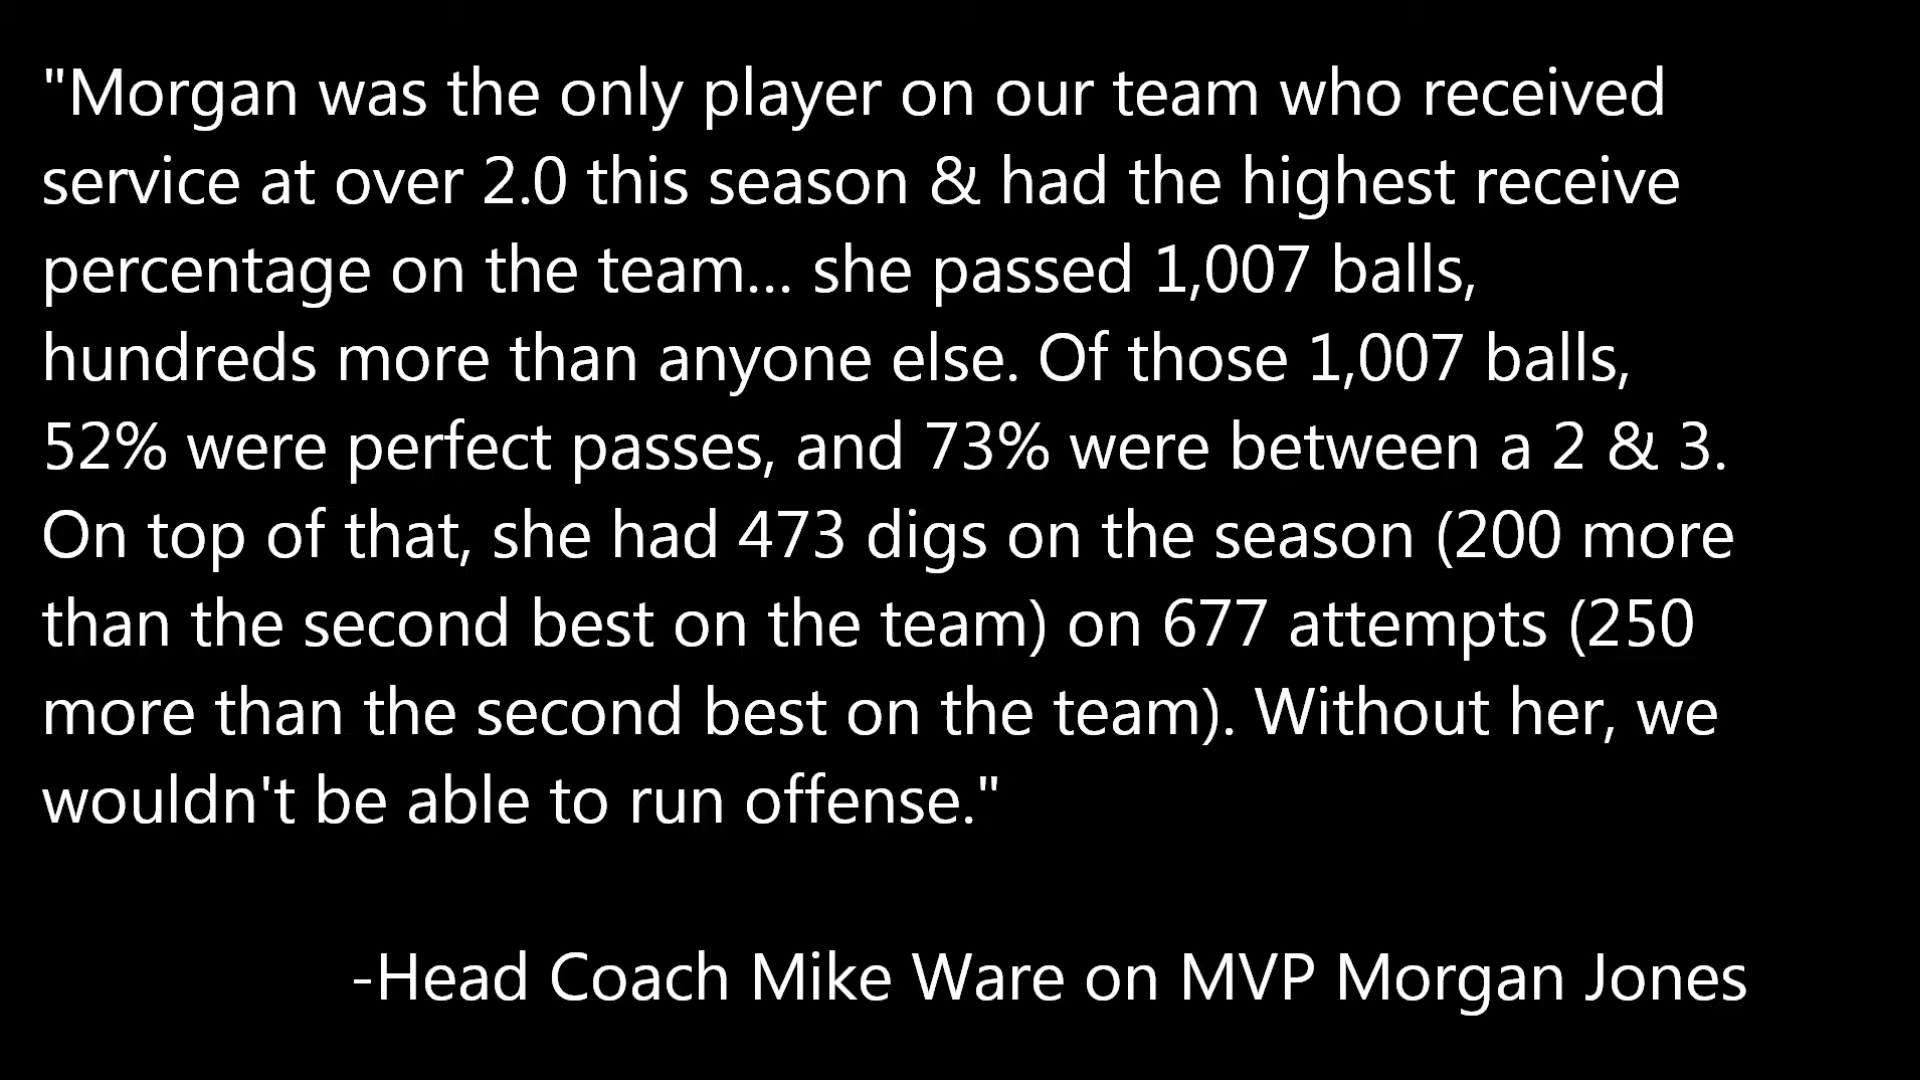 "Morgan was the only player on our team who received
service at over 2.0 this season & had the highest receive
percentage on the team... she passed 1,007 balls,
hundreds more than anyone else. Of those 1,007 balls,
52% were perfect passes, and 73% were between a 2 & 3.
On top of that, she had 473 digs on the season (200 more
than the second best on the team) on 677 attempts (250
more than the second best on the team). Without her, we
wouldn't be able to run offense."
-Head Coach Mike Ware on MVP Morgan Jones